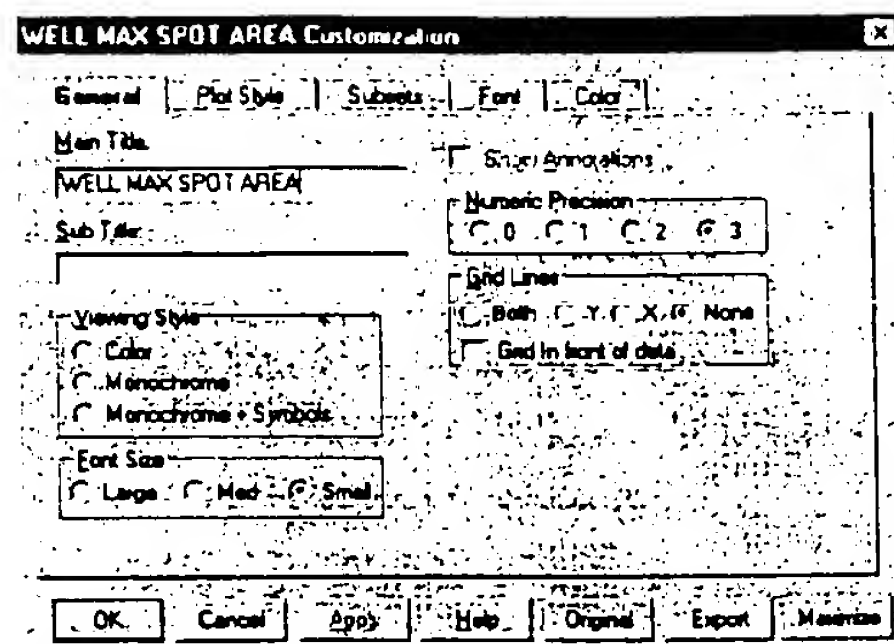 WELL MAX SPOT AREA Customization
General Plot Style Subsets Font Color
Main Title:
WELL MAX SPOT AREA
Sub Title:
Viewing Style
Color
Monochrome
Monochrome + Symbols
Font Size
Large Med Small
Show Annotations
Numeric Precision
0 1 2 3
Grid Lines
Both Y X None
Grid in front of data
OK Cancel Apply Help Original Export Maximize